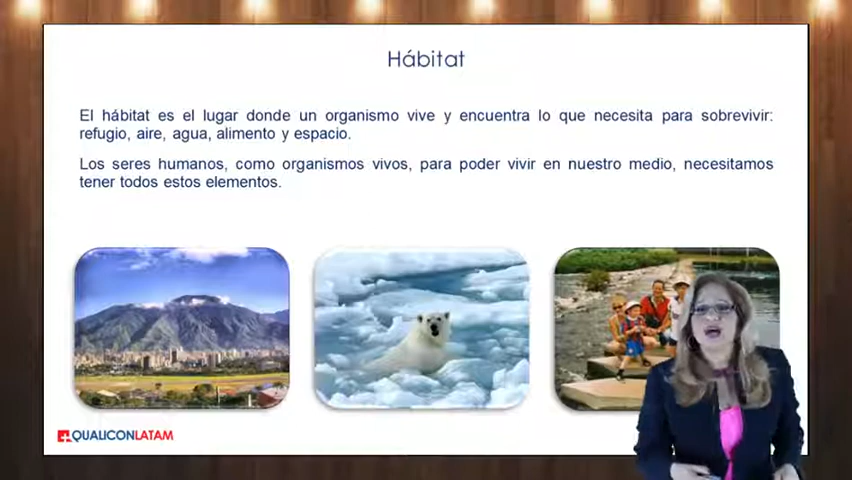 Hábitat
El hábitat es el lugar donde un organismo vive y encuentra lo que necesita para sobrevivir:
refugio, aire, agua, alimento y espacio.
Los seres humanos, como organismos vivos, para poder vivir en nuestro medio, necesitamos
tener todos estos elementos.
QUALICONLATAM